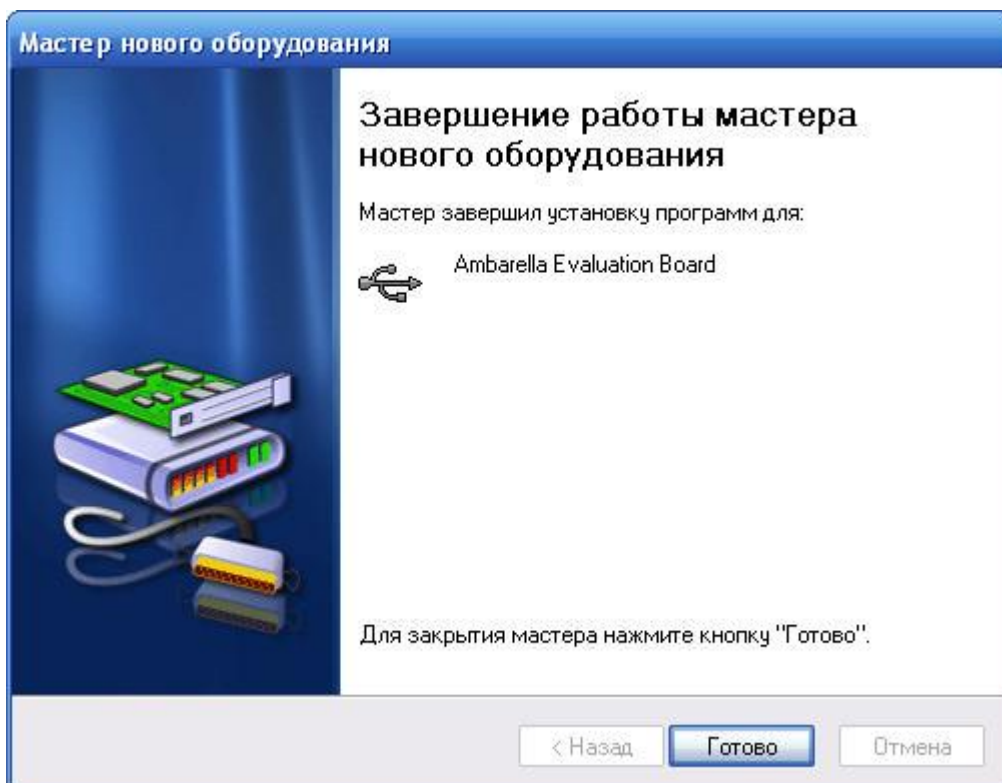 Мастер нового оборудования
Завершение работы мастера
нового оборудования
Мастер завершил установку программ для:
Ambarella Evaluation Board
Для закрытия мастера нажмите кнопку "Готово".
< Назад
Готово
Отмена